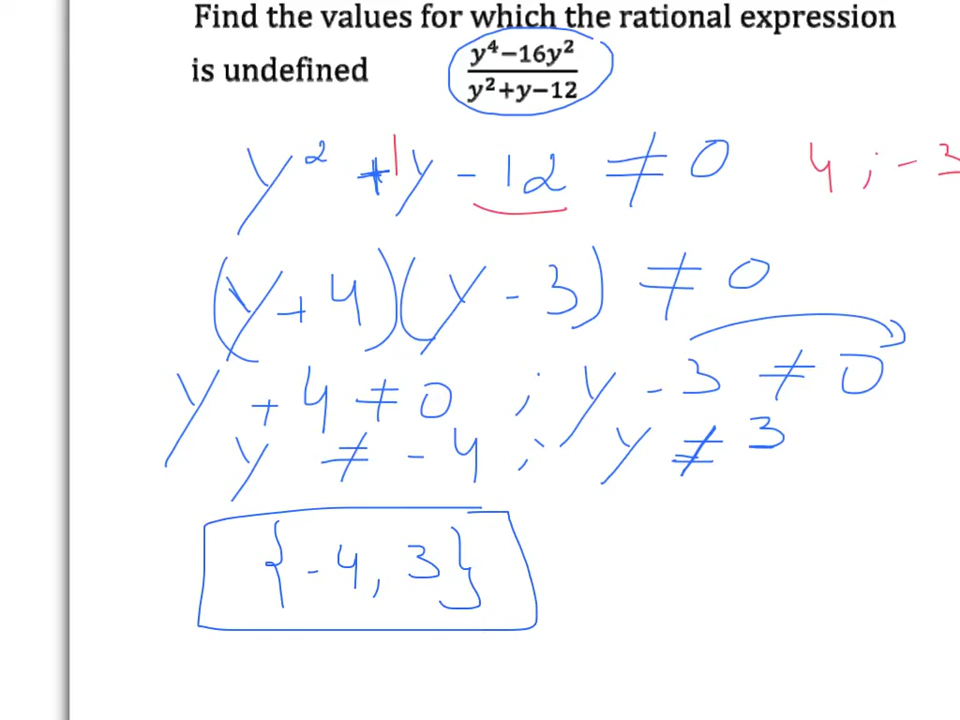 Find the values for which the rational expression
is undefined y⁴−16y²/y²+y−12
y² +1y - 12 ≠ 0 4 ; - 3
(y + 4)(y - 3) ≠ 0
y + 4 ≠ 0 ; y - 3 ≠ 0
y ≠ - 4 ; y ≠ 3
{- 4, 3}